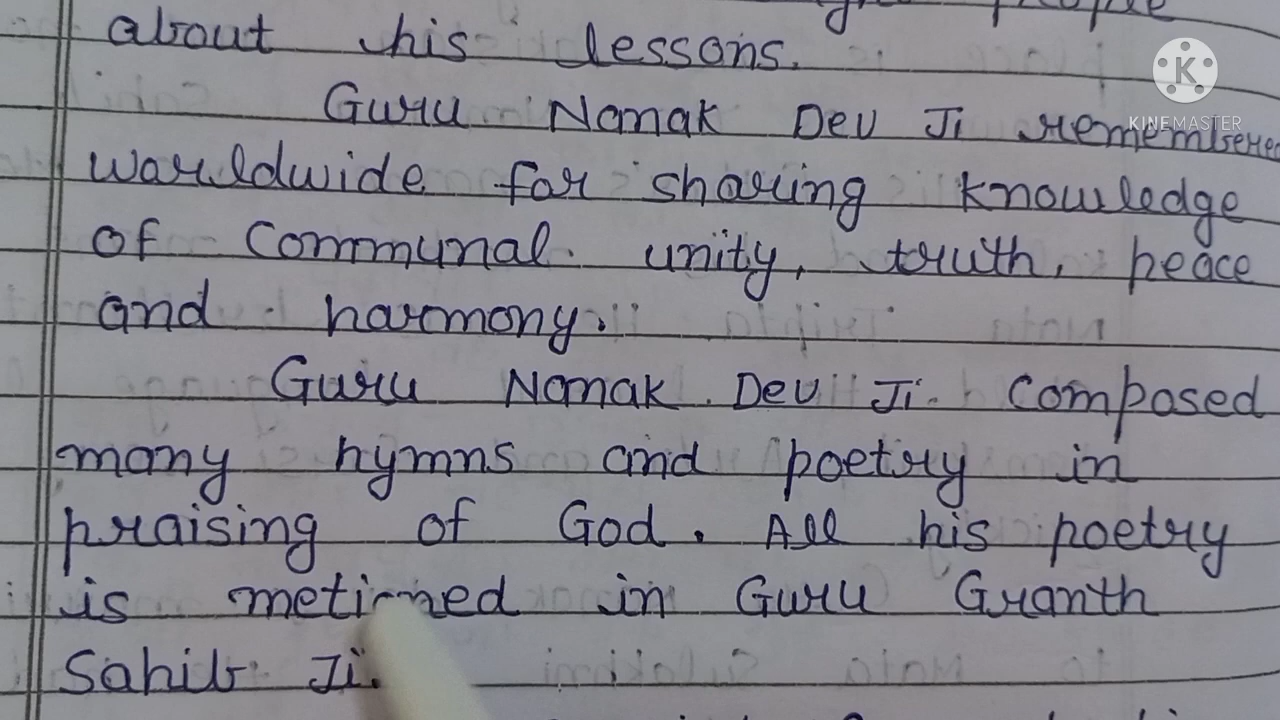 about his lessons.
Guru Nanak Dev Ji remembered
warldwide for sharing knowledge
of Communal unity, truth, peace
and harmony.
Guru Nanak Dev Ji Composed
many hymns and poetry in
praising of God. All his poetry
is metioned in Guru Granth
Sahib Ji.
K
KINEMASTER